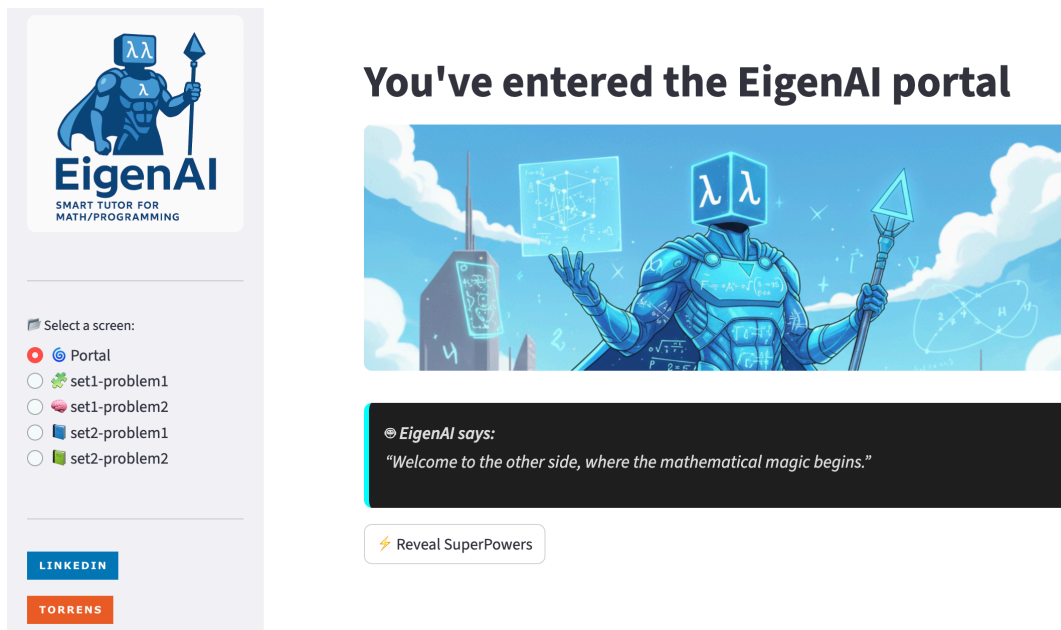 λ λ
λ
EigenAI
SMART TUTOR FOR
MATH/PROGRAMMING
Select a screen:
Portal
set1-problem1
set1-problem2
set2-problem1
set2-problem2
LINKEDIN
TORRENS
You've entered the EigenAI portal
λ λ
EigenAI says:
“Welcome to the other side, where the mathematical magic begins.”
⚡ Reveal SuperPowers